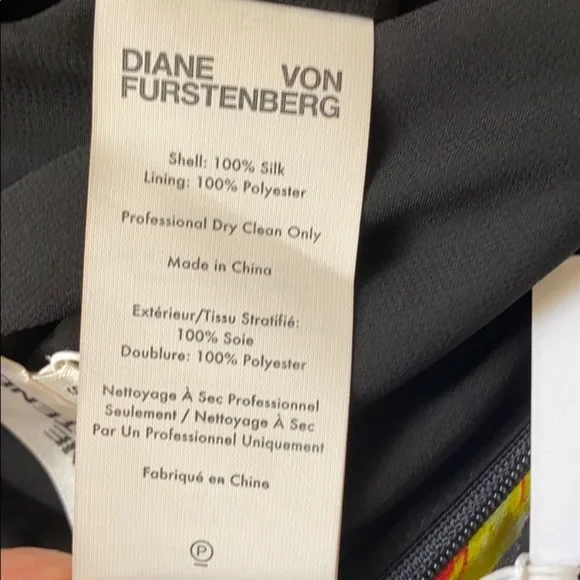 DIANE VON
FURSTENBERG
Shell: 100% Silk
Lining: 100% Polyester
Professional Dry Clean Only
Made in China
Extérieur/Tissu Stratifié:
100% Soie
Doublure: 100% Polyester
Nettoyage À Sec Professionnel
Seulement / Nettoyage À Sec
Par Un Professionnel Uniquement
Fabriqué en Chine
P